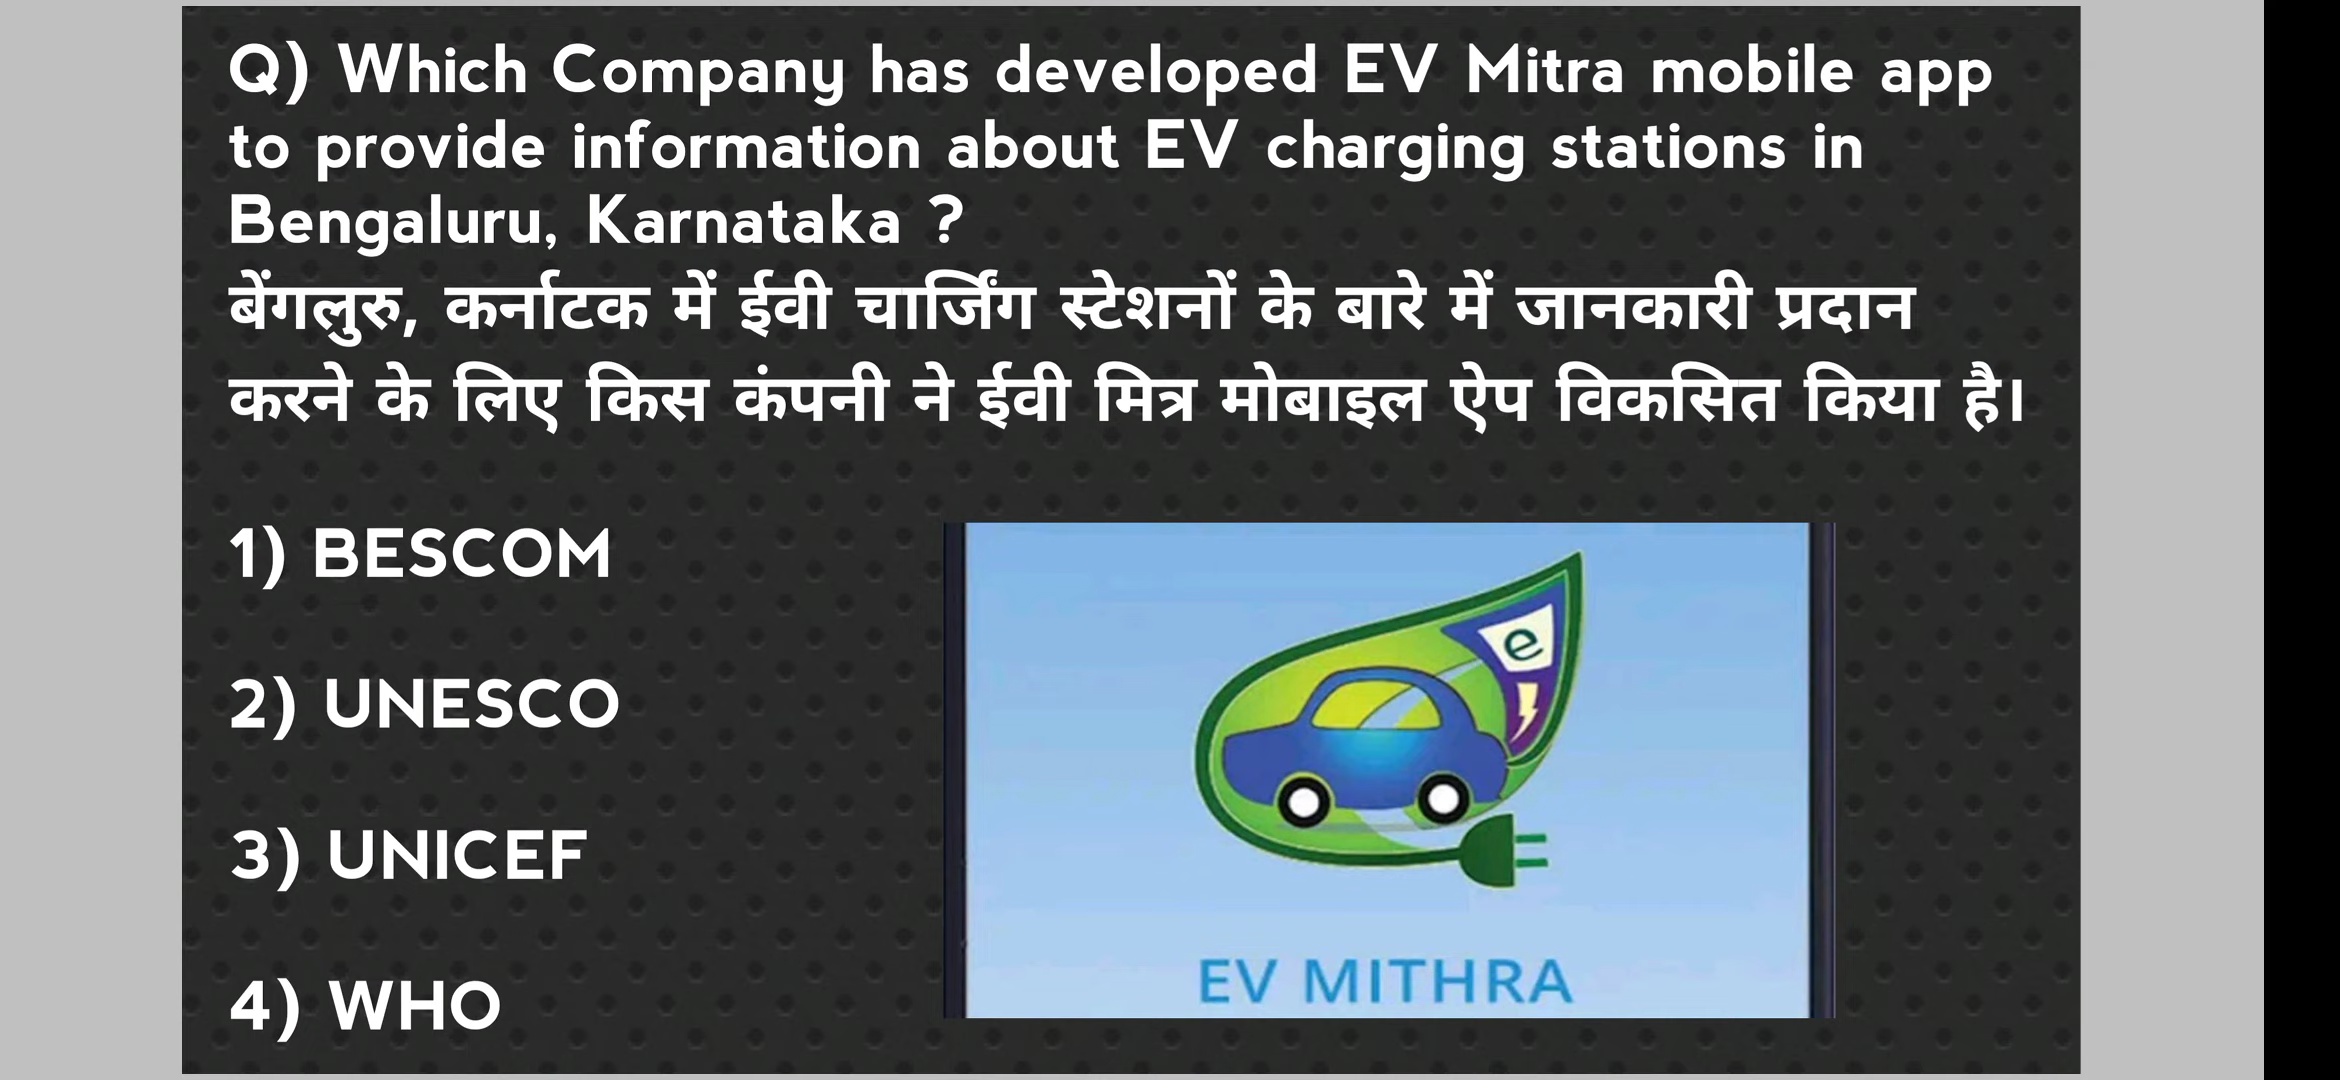 Q) Which Company has developed EV Mitra mobile app
to provide information about EV charging stations in
Bengaluru, Karnataka ?
बेंगलुरु, कर्नाटक में ईवी चार्जिंग स्टेशनों के बारे में जानकारी प्रदान
करने के लिए किस कंपनी ने ईवी मित्र मोबाइल ऐप विकसित किया है।
1) BESCOM
2) UNESCO
3) UNICEF
4) WHO
e
EV MITHRA